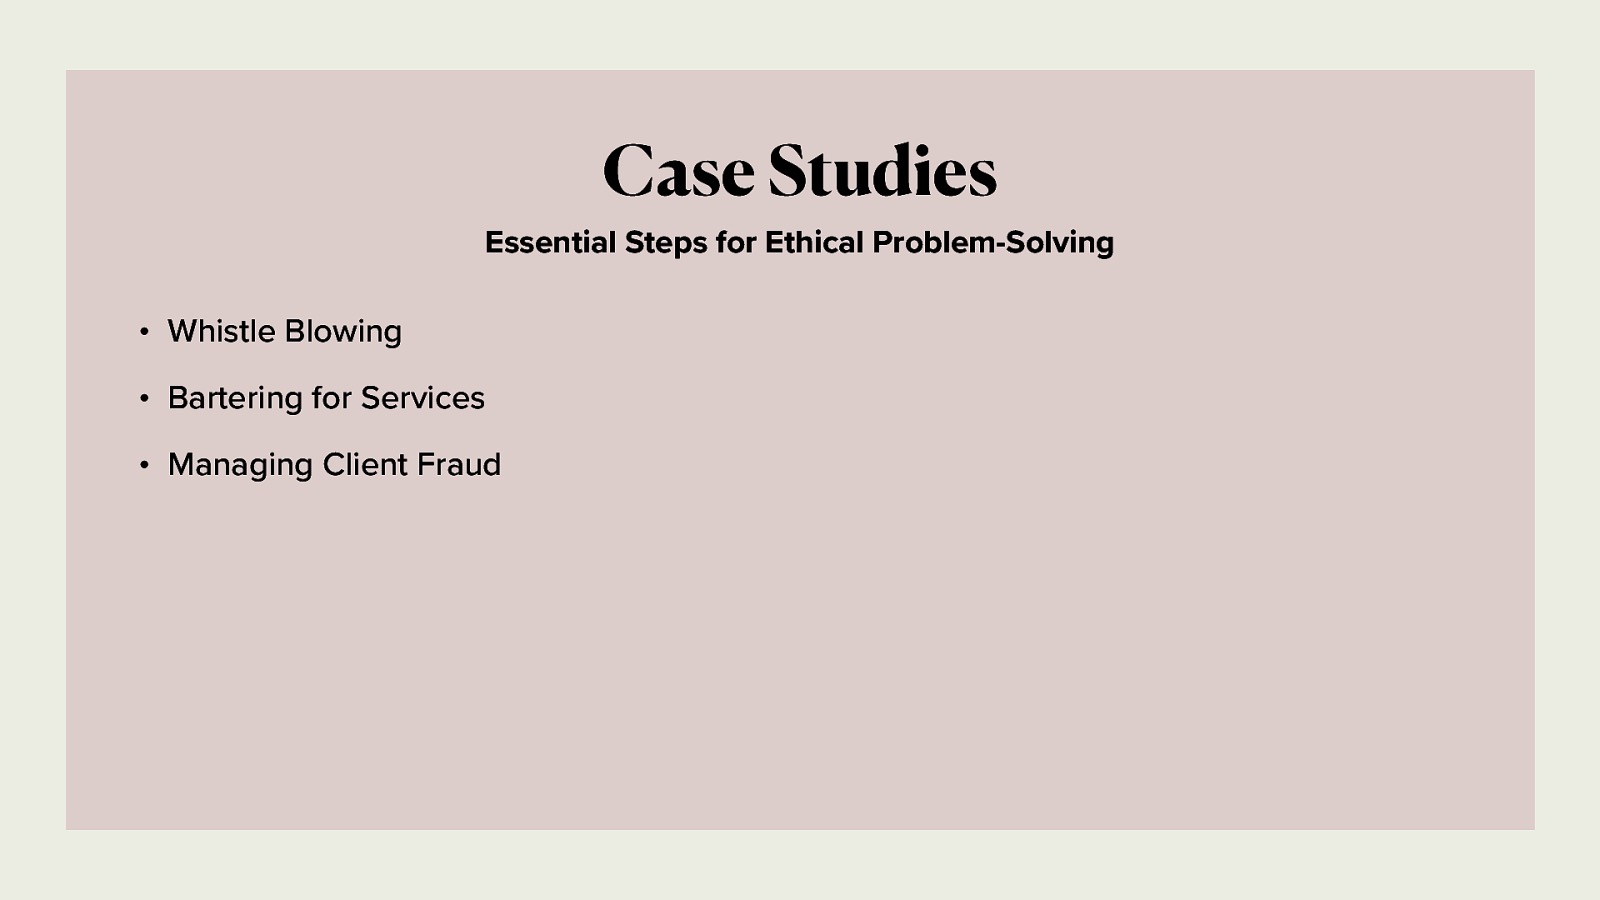 Case Studies
Essential Steps for Ethical Problem-Solving
• Whistle Blowing
• Bartering for Services
• Managing Client Fraud